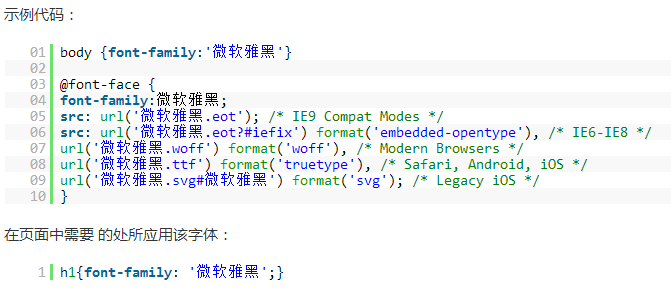 示例代码：
01 body {font-family:'微软雅黑'}
02
03 @font-face {
04 font-family:微软雅黑;
05 src: url('微软雅黑.eot'); /* IE9 Compat Modes */
06 src: url('微软雅黑.eot?#iefix') format('embedded-opentype'), /* IE6-IE8 */
07 url('微软雅黑.woff') format('woff'), /* Modern Browsers */
08 url('微软雅黑.ttf') format('truetype'), /* Safari, Android, iOS */
09 url('微软雅黑.svg#微软雅黑') format('svg'); /* Legacy iOS */
10 }
在页面中需要 的处所应用该字体：
1 h1{font-family: '微软雅黑';}